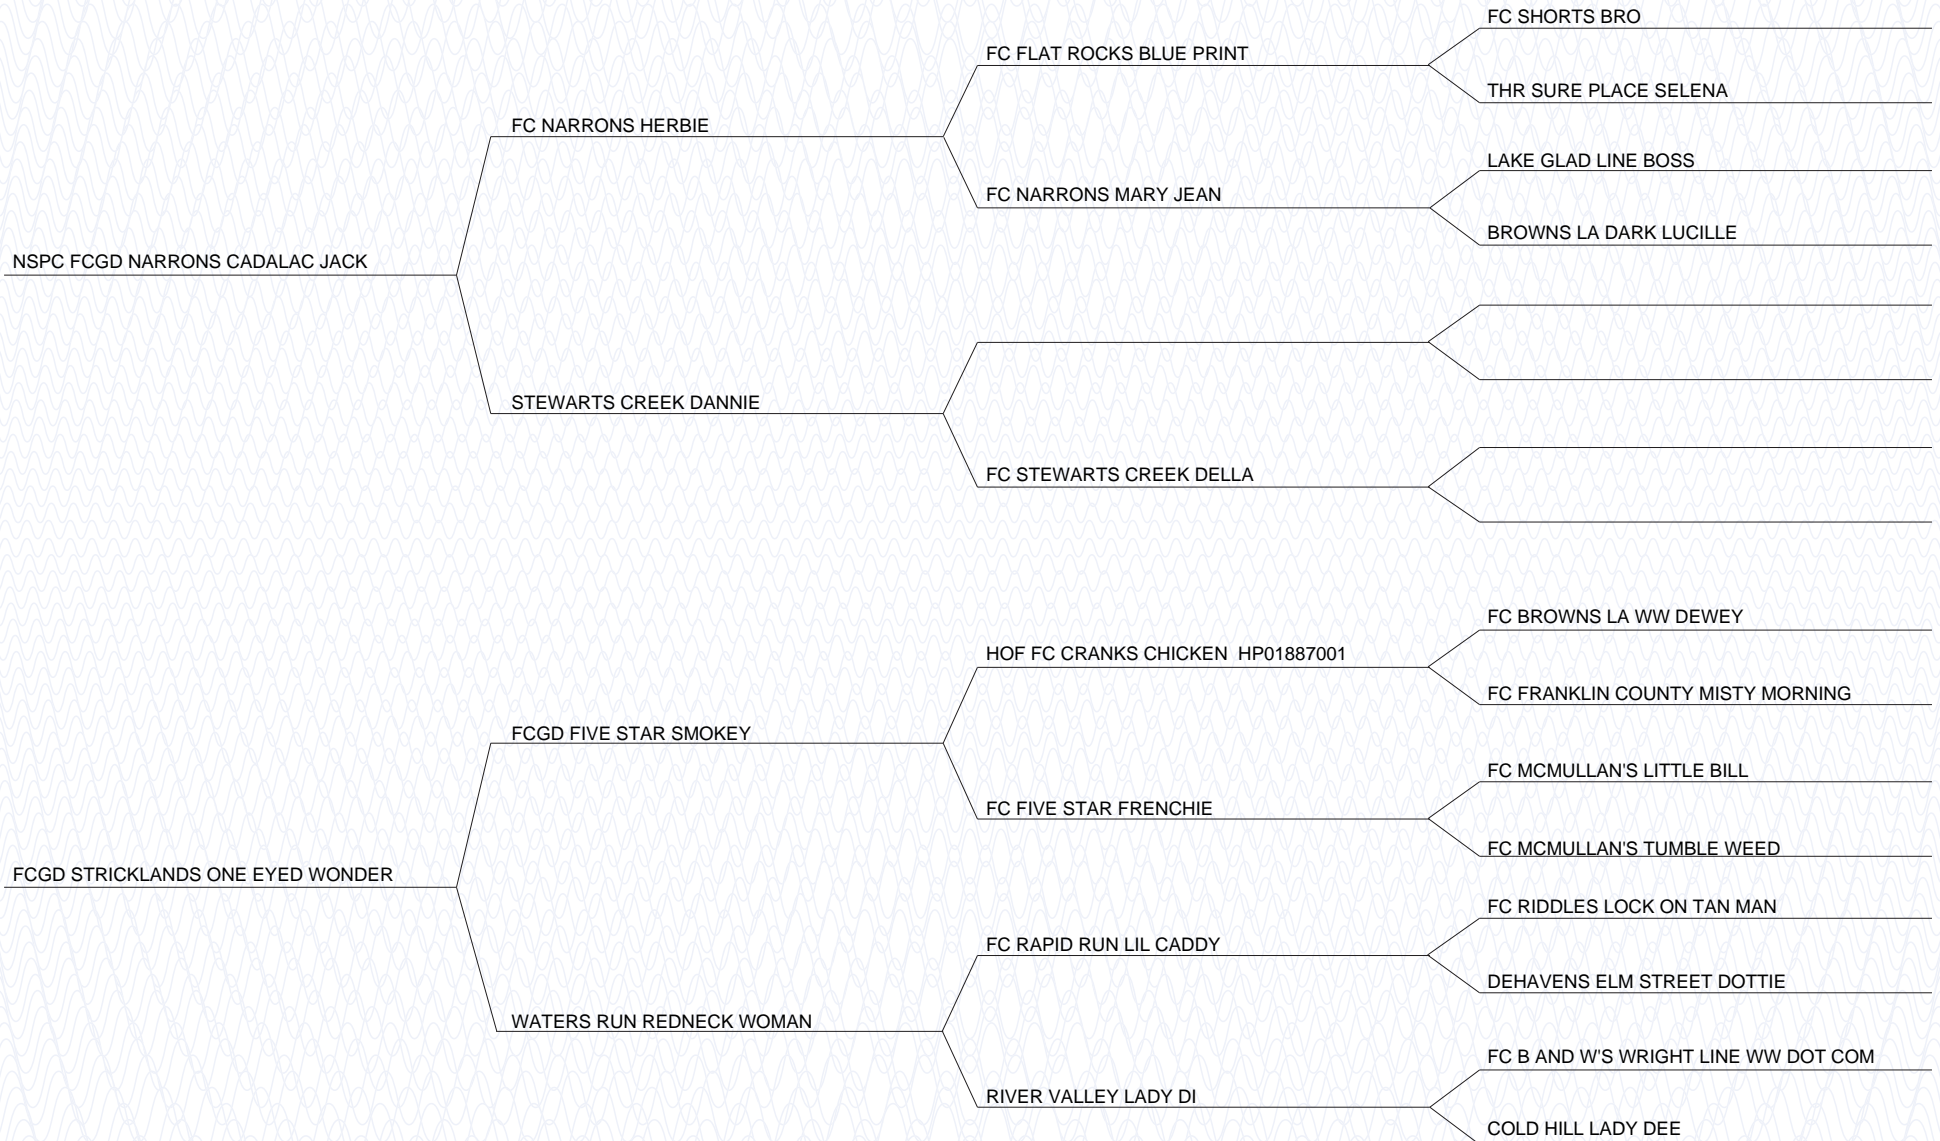 FC SHORTS BRO
FC FLAT ROCKS BLUE PRINT
THR SURE PLACE SELENA
FC NARRONS HERBIE
LAKE GLAD LINE BOSS
FC NARRONS MARY JEAN
BROWNS LA DARK LUCILLE
NSPC FCGD NARRONS CADALAC JACK
STEWARTS CREEK DANNIE
FC STEWARTS CREEK DELLA
FC BROWNS LA WW DEWEY
HOF FC CRANKS CHICKEN  HP01887001
FC FRANKLIN COUNTY MISTY MORNING
FCGD FIVE STAR SMOKEY
FC MCMULLAN'S LITTLE BILL
FC FIVE STAR FRENCHIE
FC MCMULLAN'S TUMBLE WEED
FCGD STRICKLANDS ONE EYED WONDER
FC RIDDLES LOCK ON TAN MAN
FC RAPID RUN LIL CADDY
DEHAVENS ELM STREET DOTTIE
WATERS RUN REDNECK WOMAN
FC B AND W'S WRIGHT LINE WW DOT COM
RIVER VALLEY LADY DI
COLD HILL LADY DEE